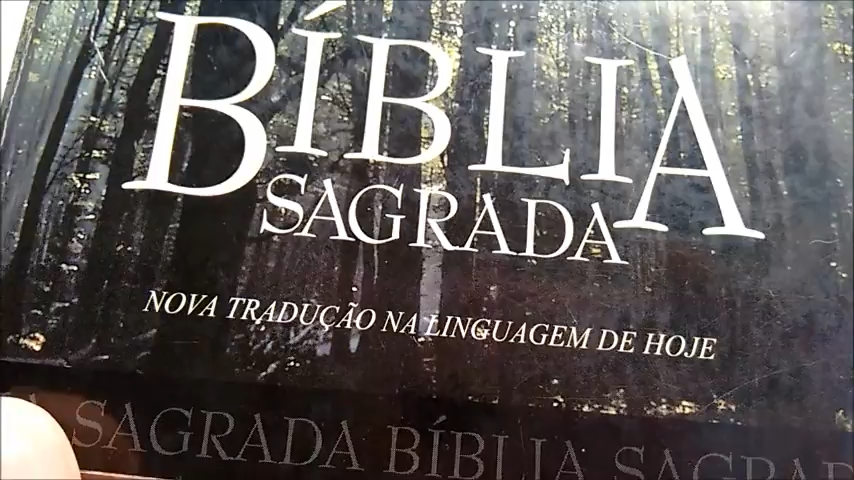 BÍBLIA
SAGRADA
NOVA TRADUÇÃO NA LINGUAGEM DE HOJE
SAGRADA BÍBLIA